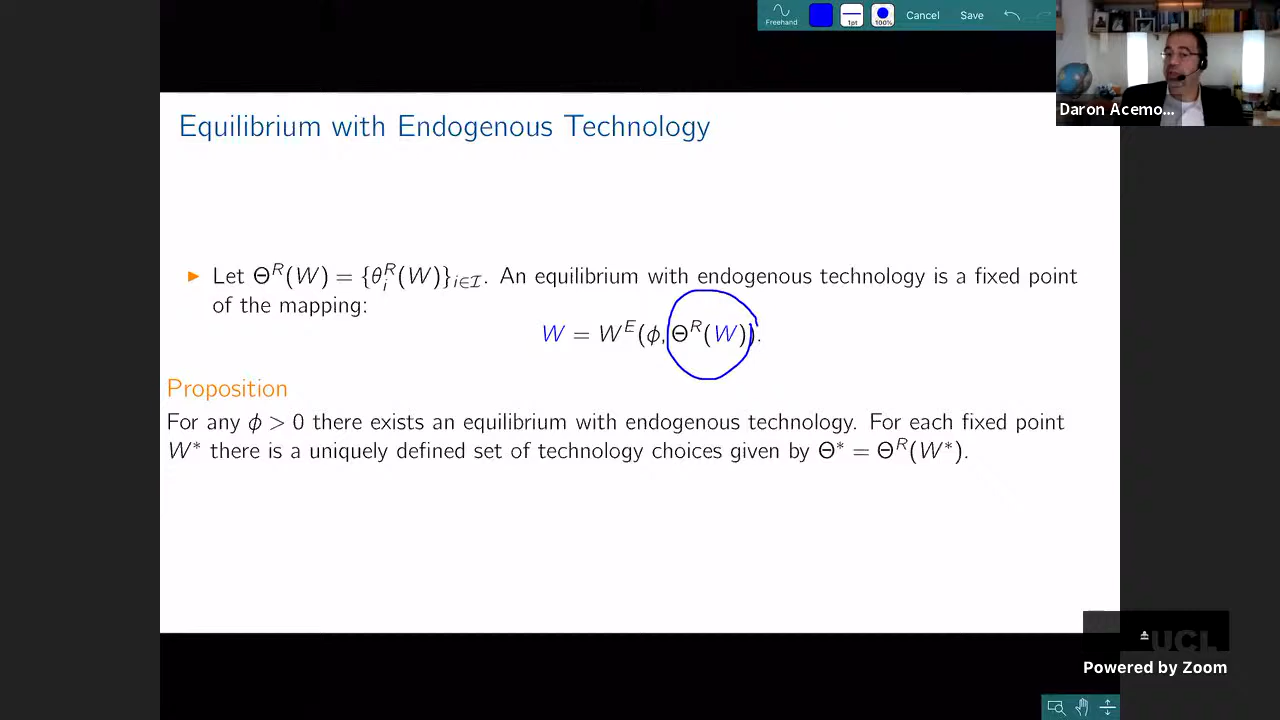 Freehand
1pt
100%
Cancel
Save
Daron Acemo...
Equilibrium with Endogenous Technology
Let Θ^R(W) = {θ_i^R(W)}_{i∈ℐ}. An equilibrium with endogenous technology is a fixed point
of the mapping:
W = W^E(ϕ, Θ^R(W)).
Proposition
For any ϕ > 0 there exists an equilibrium with endogenous technology. For each fixed point
W* there is a uniquely defined set of technology choices given by Θ* = Θ^R(W*).
UCL
Powered by Zoom